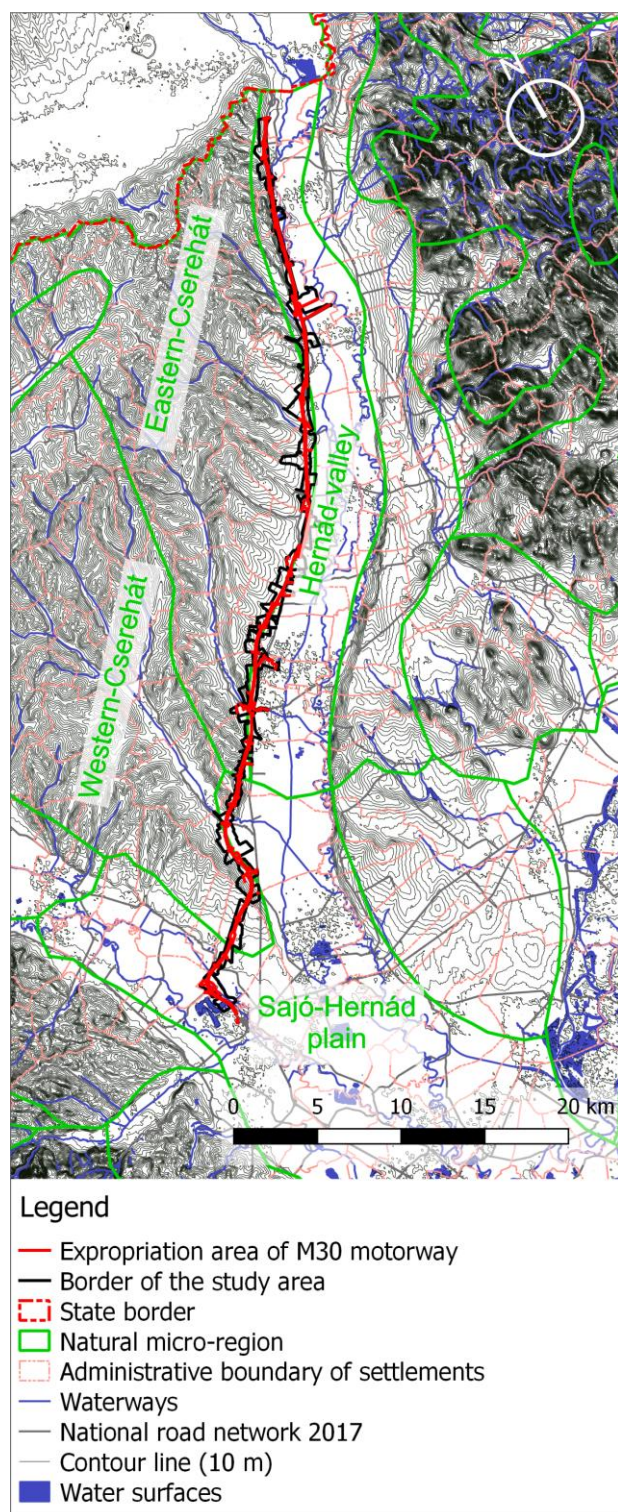 Eastern-Cserehát
Hernád-valley
Western-Cserehát
Sajó-Hernád
plain
0 5 10 15 20 km
Legend
Expropriation area of M30 motorway
Border of the study area
State border
Natural micro-region
Administrative boundary of settlements
Waterways
National road network 2017
Contour line (10 m)
Water surfaces